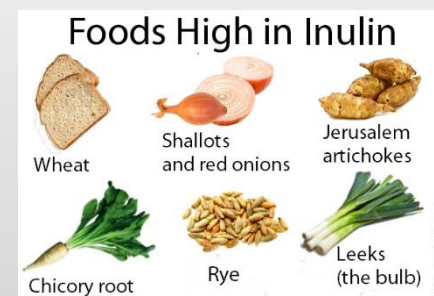 Foods High in Inulin
Wheat
Shallots
and red onions
Jerusalem
artichokes
Chicory root
Rye
Leeks
(the bulb)